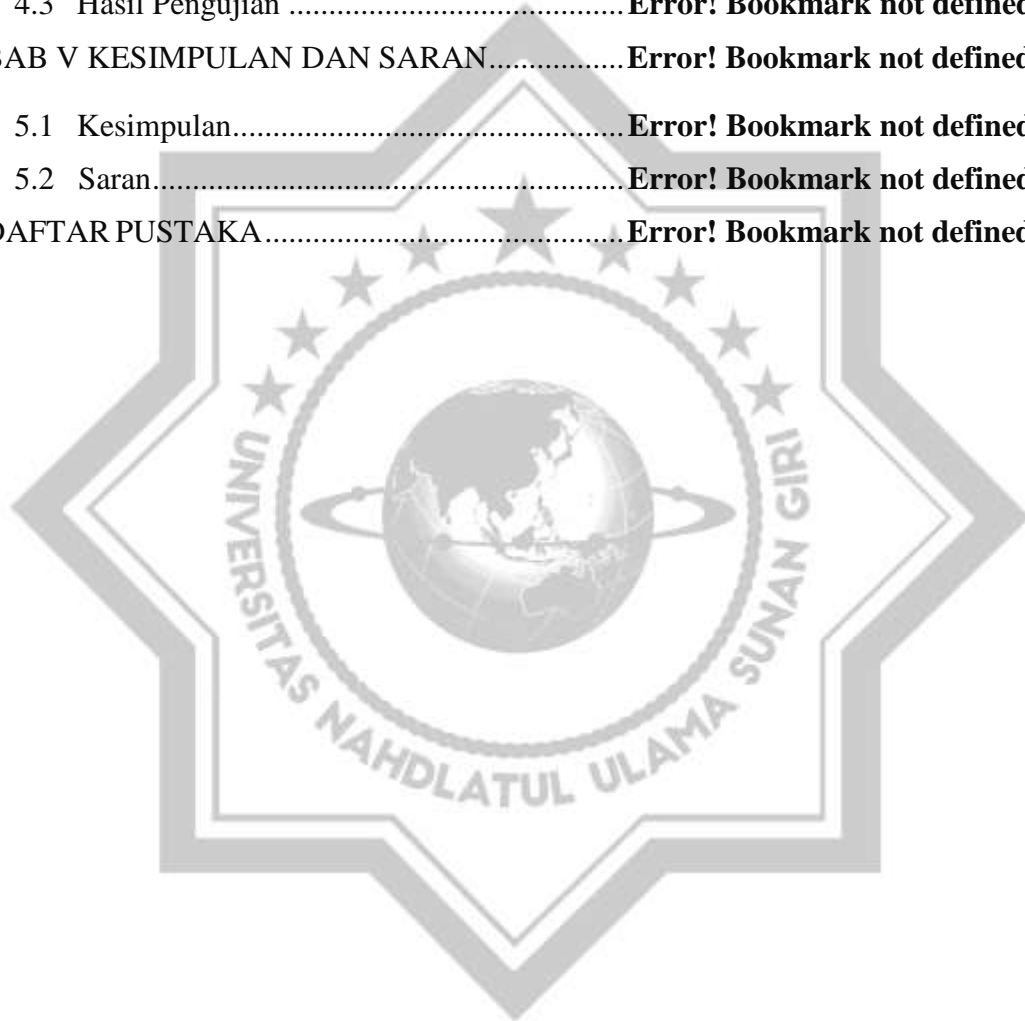 4.3 Hasil Pengujian ..........................................Error! Bookmark not defined
BAB V KESIMPULAN DAN SARAN.................Error! Bookmark not defined
5.1 Kesimpulan.................................................Error! Bookmark not defined
5.2 Saran...........................................................Error! Bookmark not defined
DAFTAR PUSTAKA.............................................Error! Bookmark not defined
UNIVERSITAS NAHDLATUL ULAMA SUNAN GIRI